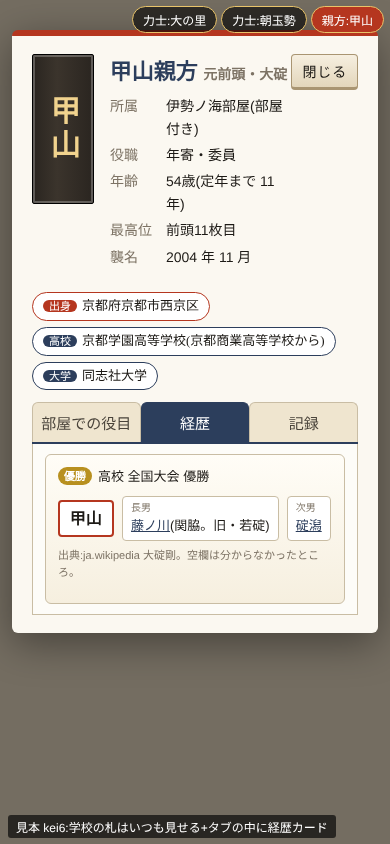 力士:大の里
力士:朝玉勢
親方:甲山
甲山
甲山親方 元前頭・大碇
閉じる
所属 伊勢ノ海部屋(部屋
付き)
役職 年寄・委員
年齢 54歳(定年まで 11
年)
最高位 前頭11枚目
襲名 2004 年 11 月
出身 京都府京都市西京区
高校 京都学園高等学校(京都商業高等学校から)
大学 同志社大学
部屋での役目
経歴
記録
優勝 高校 全国大会 優勝
甲山
長男
藤ノ川(関脇。旧・若碇)
次男
碇潟
出典:ja.wikipedia 大碇剛。空欄は分からなかったとこ
ろ。
見本 kei6:学校の札はいつも見せる+タブの中に経歴カード